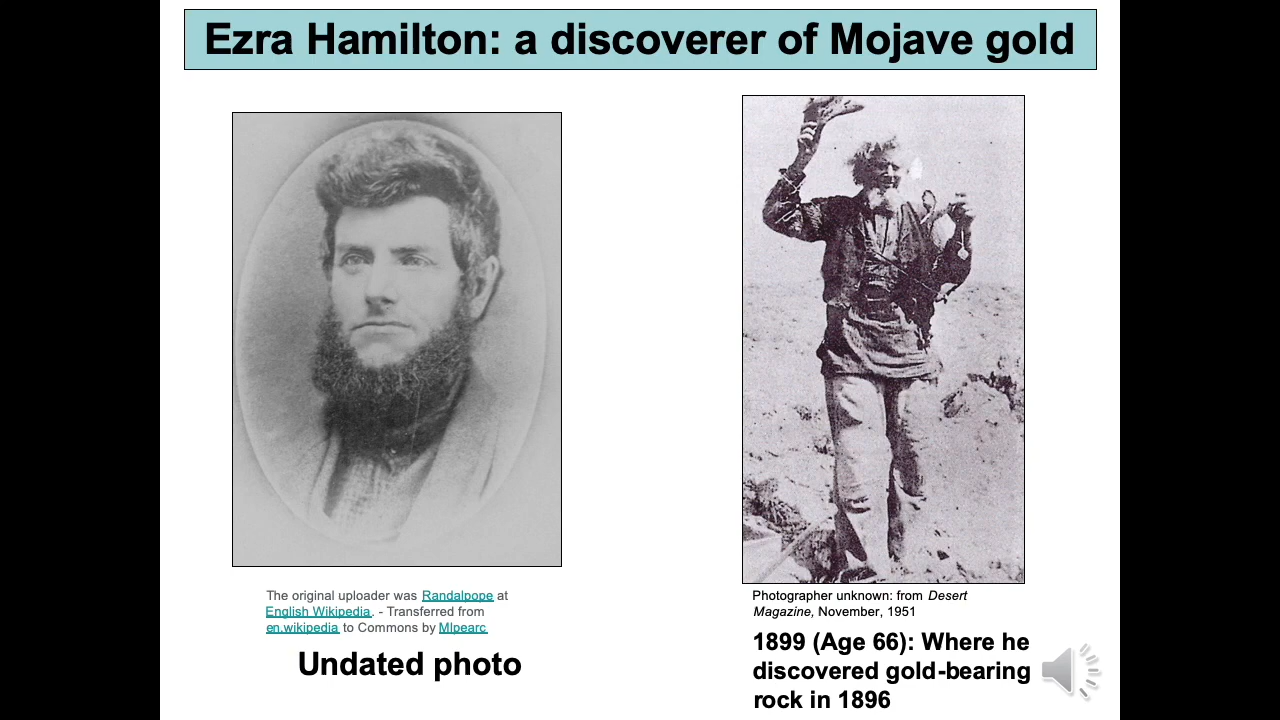 Ezra Hamilton: a discoverer of Mojave gold
The original uploader was Randalpope at
English Wikipedia. - Transferred from
en.wikipedia to Commons by Mlpearc
Undated photo
Photographer unknown: from Desert
Magazine, November, 1951
1899 (Age 66): Where he
discovered gold-bearing
rock in 1896